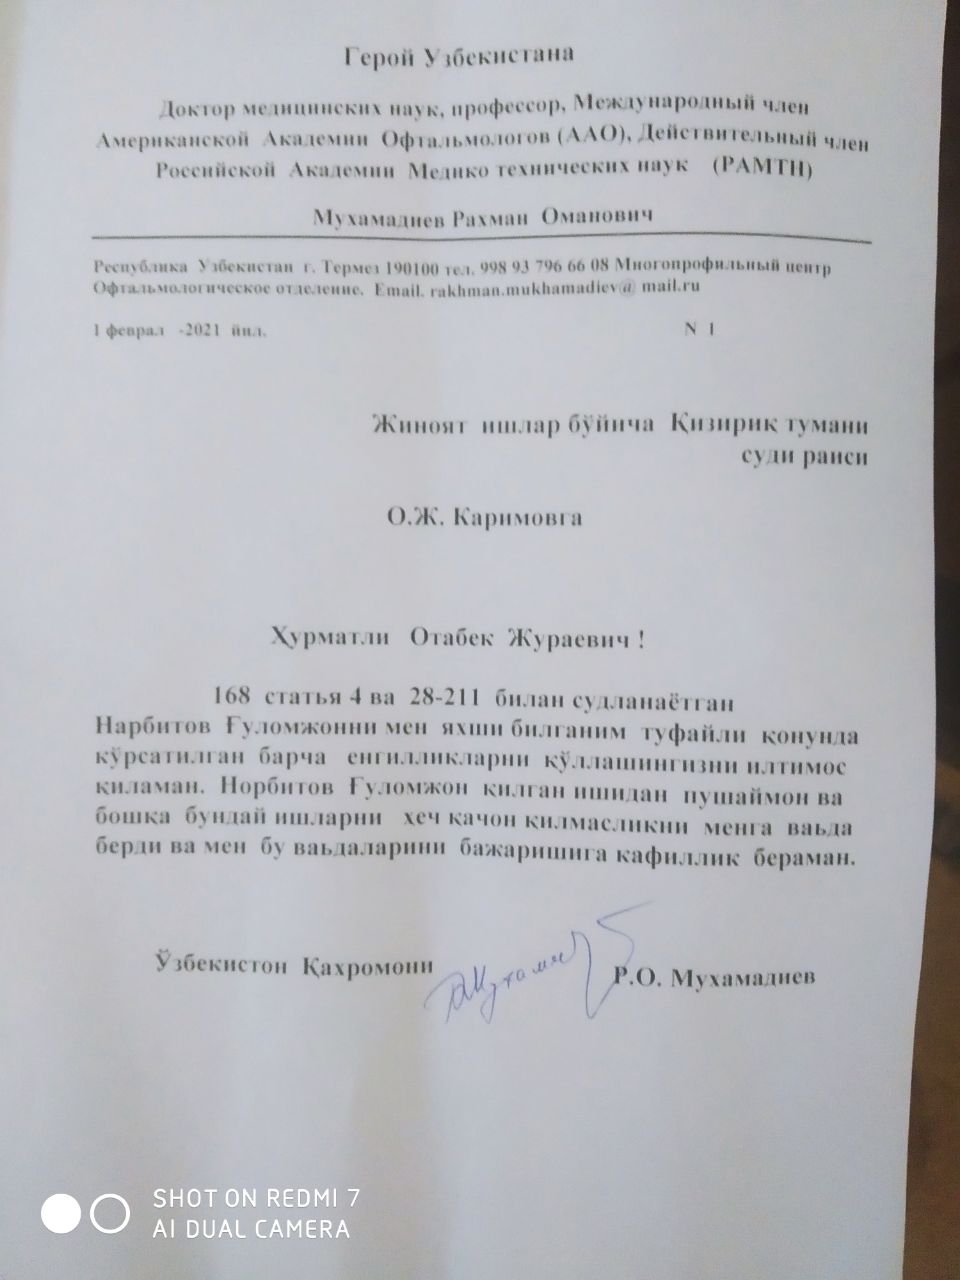 Герой Узбекистана
Доктор медицинских наук, профессор, Международный член
Американской Академии Офтальмологов (ААО), Действительный член
Российской Академии Медико технических наук (РАМТН)
Мухамадиев Рахман Оманович
Республика Узбекистан г. Термез 190100 тел. 998 93 796 66 08 Многопрофильный центр
Офтальмологическое отделение. Email. rakhman.mukhamadiev@ mail.ru
1 феврал -2021 йил. N 1
Жиноят ишлар бўйича Қизириқ тумани
суди раиси
О.Ж. Каримовга
Ҳурматли Отабек Жураевич !
168 статья 4 ва 28-211 билан судланаётган
Нарбитов Ғуломжонни мен яхши билганим туфайли қонунда
кўрсатилган барча енгилликларни қўллашингизни илтимос
қиламан. Норбитов Ғуломжон қилган ишидан пушаймон ва
бошқа бундай ишларни ҳеч қачон қилмасликни менга ваъда
берди ва мен бу ваъдаларини бажаришига кафиллик бераман.
Ўзбекистон Қахромони Р.О. Мухамадиев
SHOT ON REDMI 7
AI DUAL CAMERA